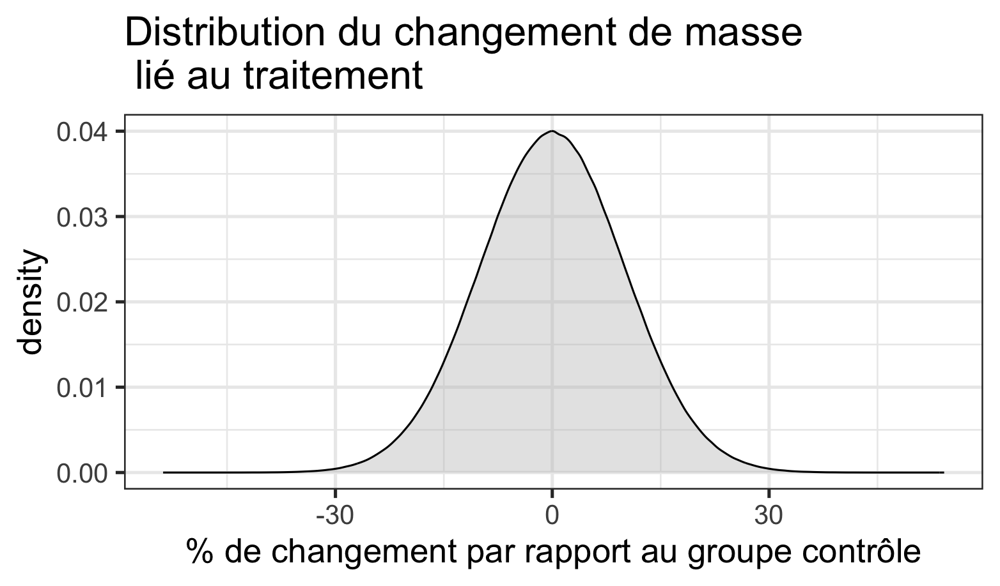 Distribution du changement de masse
lié au traitement
0.04
0.03
0.02
0.01
0.00
density
-30 0 30
% de changement par rapport au groupe contrôle